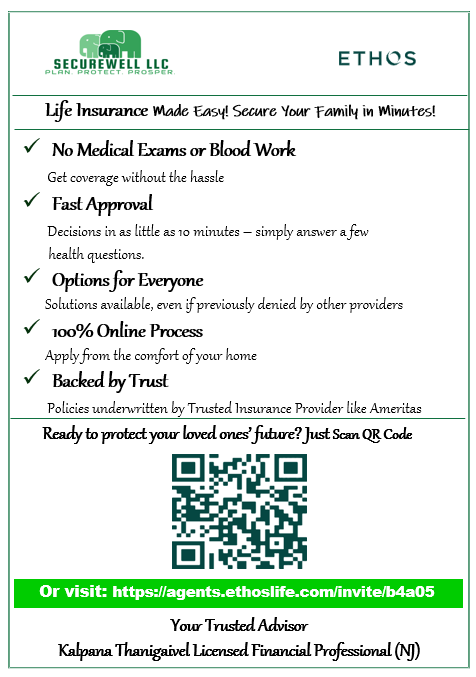 SECUREWELL LLC
PLAN. PROTECT. PROSPER.
ETHOS
Life Insurance Made Easy! Secure Your Family in Minutes!
✓ No Medical Exams or Blood Work
Get coverage without the hassle
✓ Fast Approval
Decisions in as little as 10 minutes – simply answer a few
health questions.
✓ Options for Everyone
Solutions available, even if previously denied by other providers
✓ 100% Online Process
Apply from the comfort of your home
✓ Backed by Trust
Policies underwritten by Trusted Insurance Provider like Ameritas
Ready to protect your loved ones' future? Just Scan QR Code
Or visit: https://agents.ethoslife.com/invite/b4a05
Your Trusted Advisor
Kalpana Thanigaivel Licensed Financial Professional (NJ)